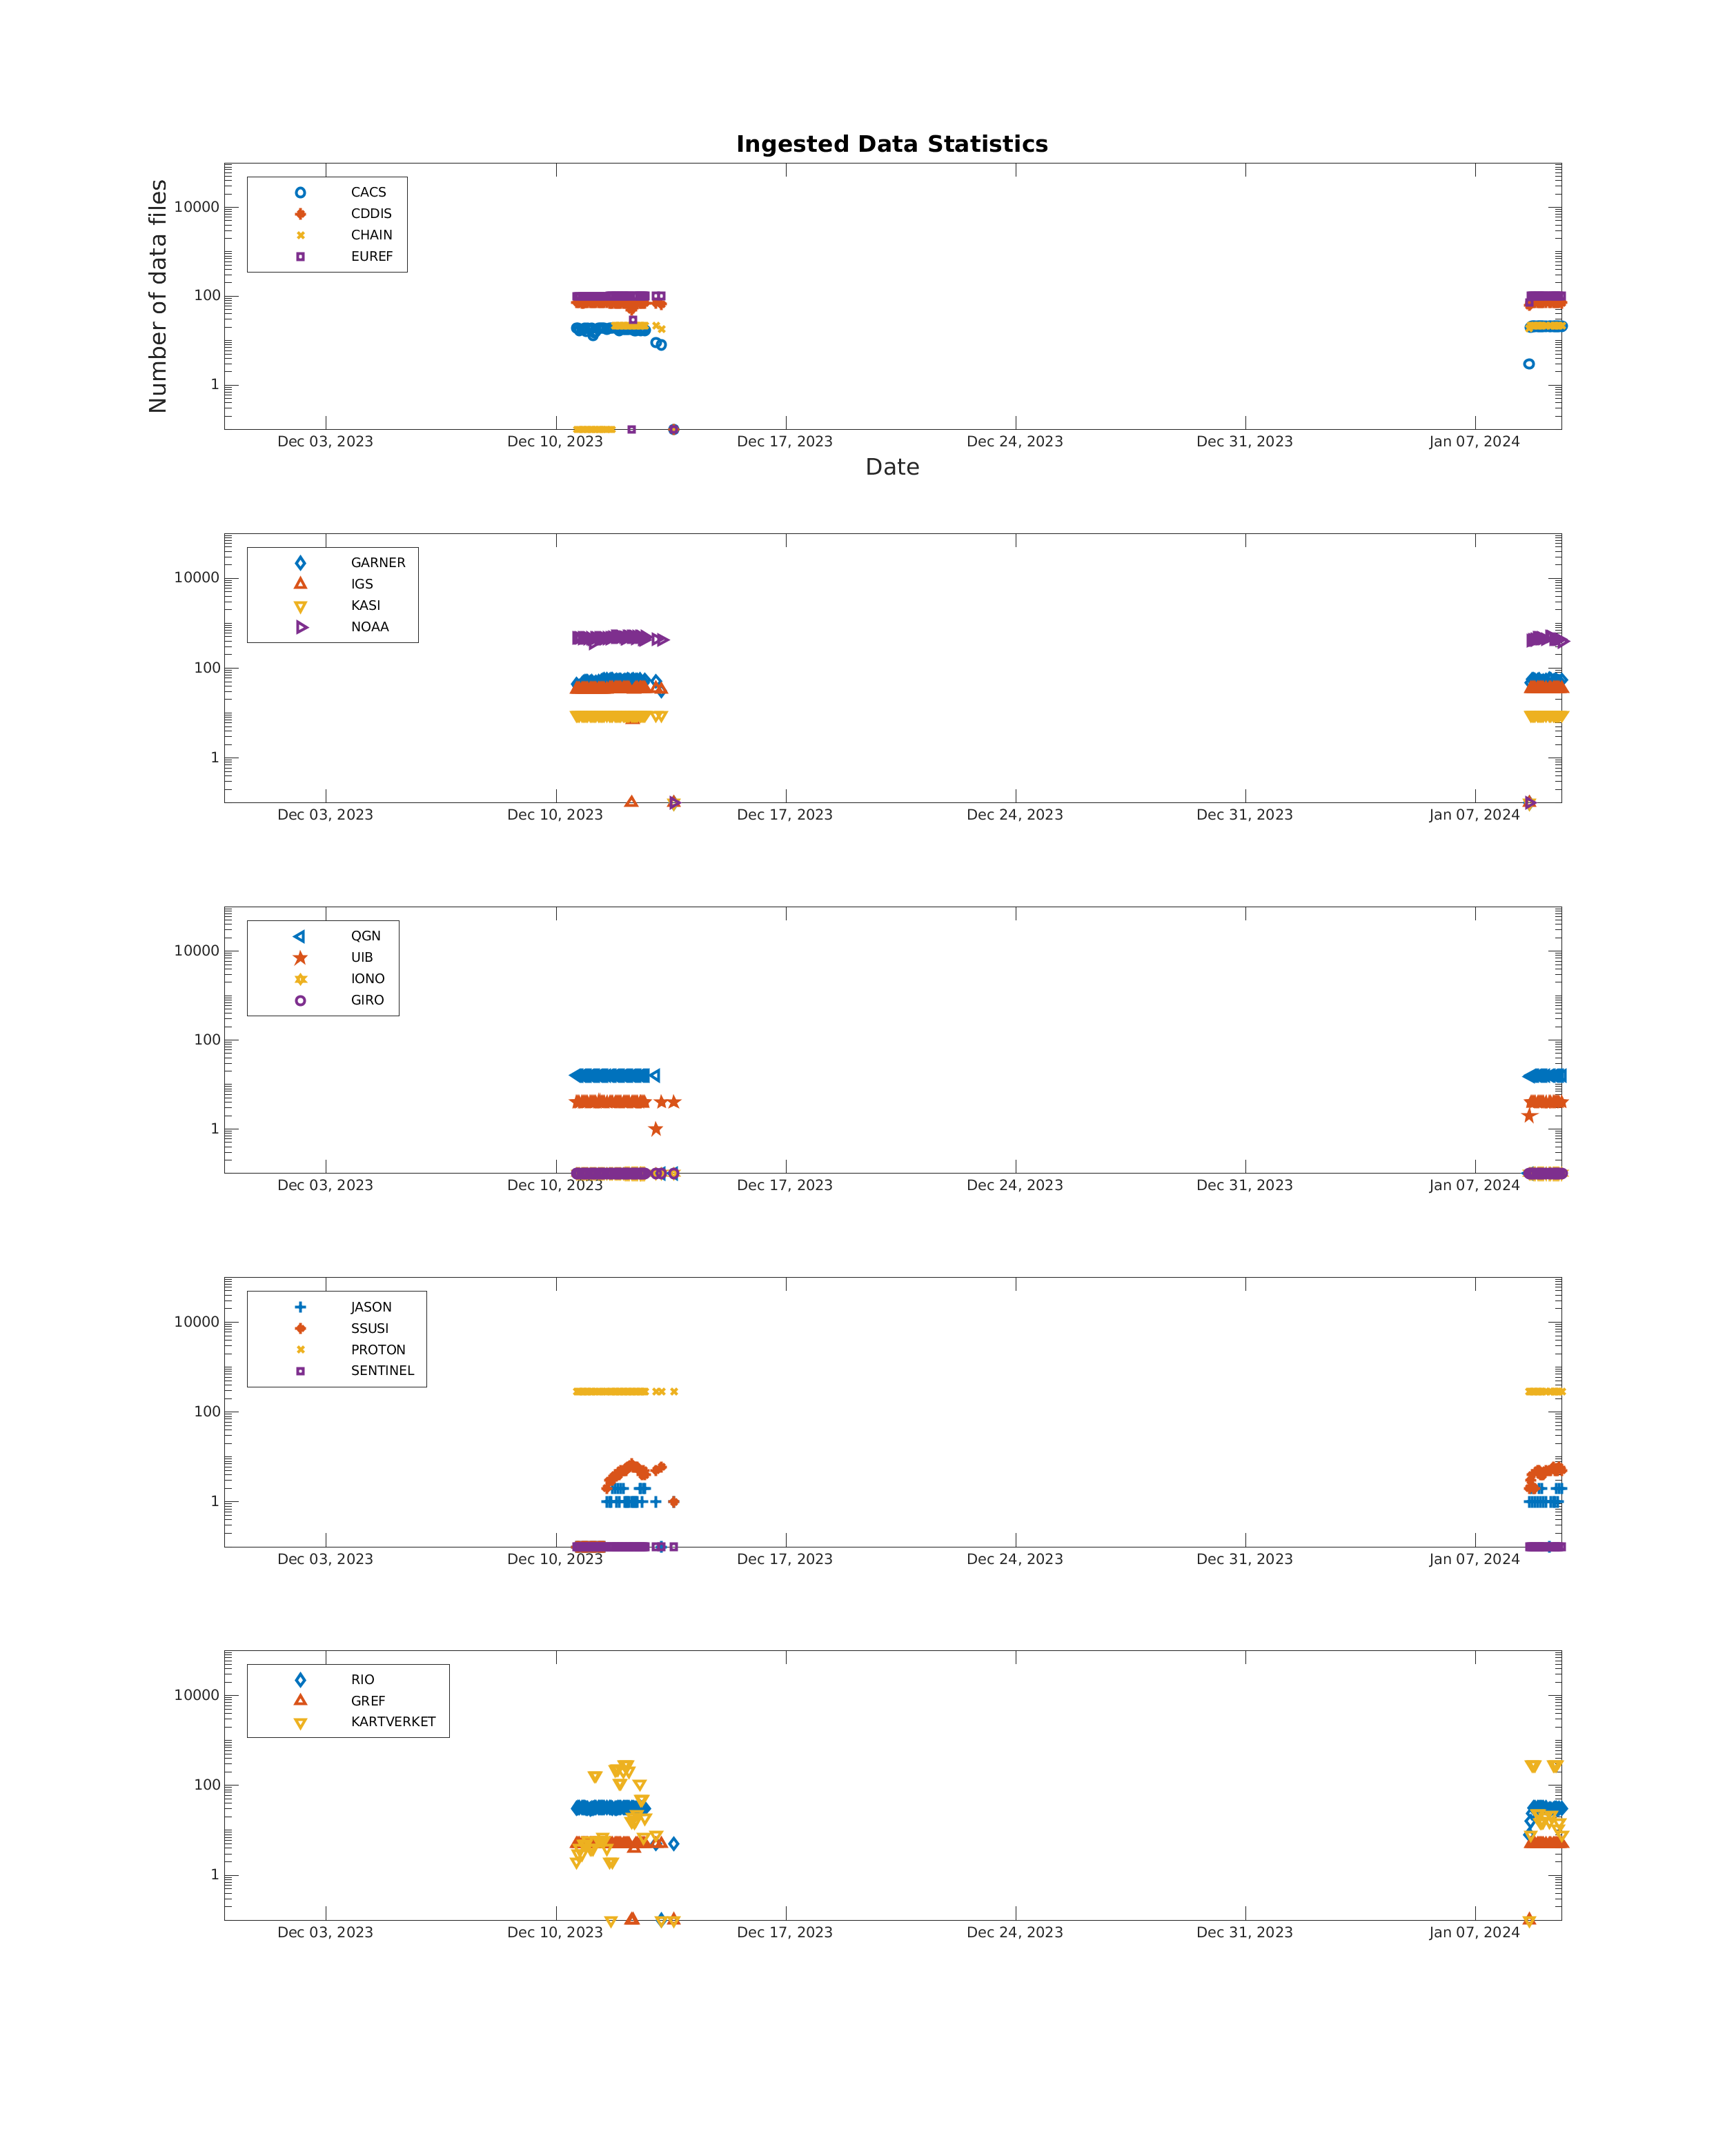 Ingested Data Statistics
Number of data files
10000
100
1
CACS
CDDIS
CHAIN
EUREF
Dec 03, 2023 Dec 10, 2023 Dec 17, 2023 Dec 24, 2023 Dec 31, 2023 Jan 07, 2024
Date
10000
100
1
GARNER
IGS
KASI
NOAA
Dec 03, 2023 Dec 10, 2023 Dec 17, 2023 Dec 24, 2023 Dec 31, 2023 Jan 07, 2024
10000
100
1
QGN
UIB
IONO
GIRO
Dec 03, 2023 Dec 10, 2023 Dec 17, 2023 Dec 24, 2023 Dec 31, 2023 Jan 07, 2024
10000
100
1
JASON
SSUSI
PROTON
SENTINEL
Dec 03, 2023 Dec 10, 2023 Dec 17, 2023 Dec 24, 2023 Dec 31, 2023 Jan 07, 2024
10000
100
1
RIO
GREF
KARTVERKET
Dec 03, 2023 Dec 10, 2023 Dec 17, 2023 Dec 24, 2023 Dec 31, 2023 Jan 07, 2024